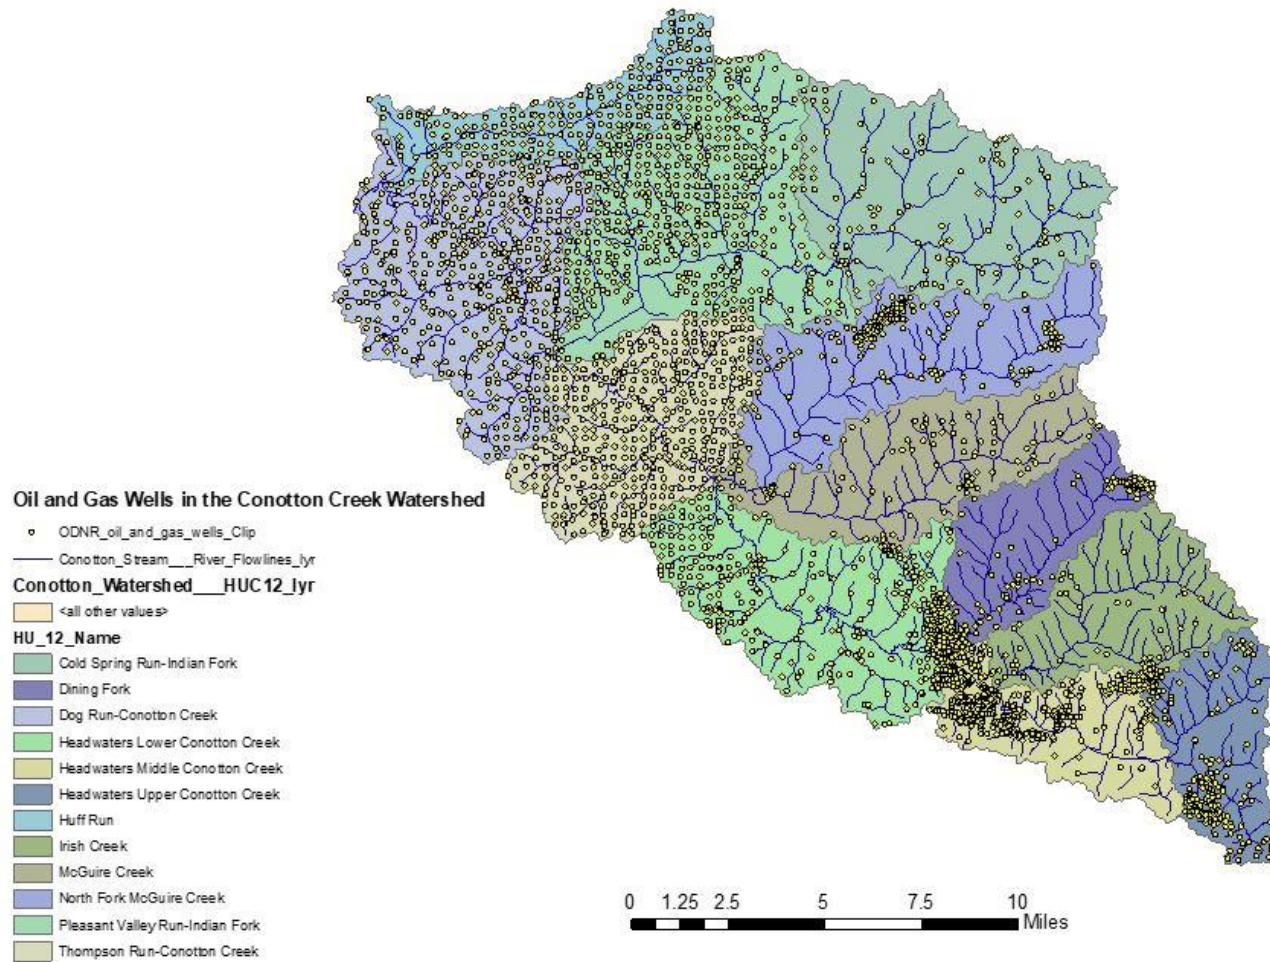 Oil and Gas Wells in the Conotton Creek Watershed
ODNR_oil_and_gas_wells_Clip
Conotton_Stream___River_Flowlines_lyr
Conotton_Watershed___HUC12_lyr
<all other values>
HU_12_Name
Cold Spring Run-Indian Fork
Dining Fork
Dog Run-Conotton Creek
Headwaters Lower Conotton Creek
Headwaters Middle Conotton Creek
Headwaters Upper Conotton Creek
Huff Run
Irish Creek
McGuire Creek
North Fork McGuire Creek
Pleasant Valley Run-Indian Fork
Thompson Run-Conotton Creek
0 1.25 2.5 5 7.5 10
Miles